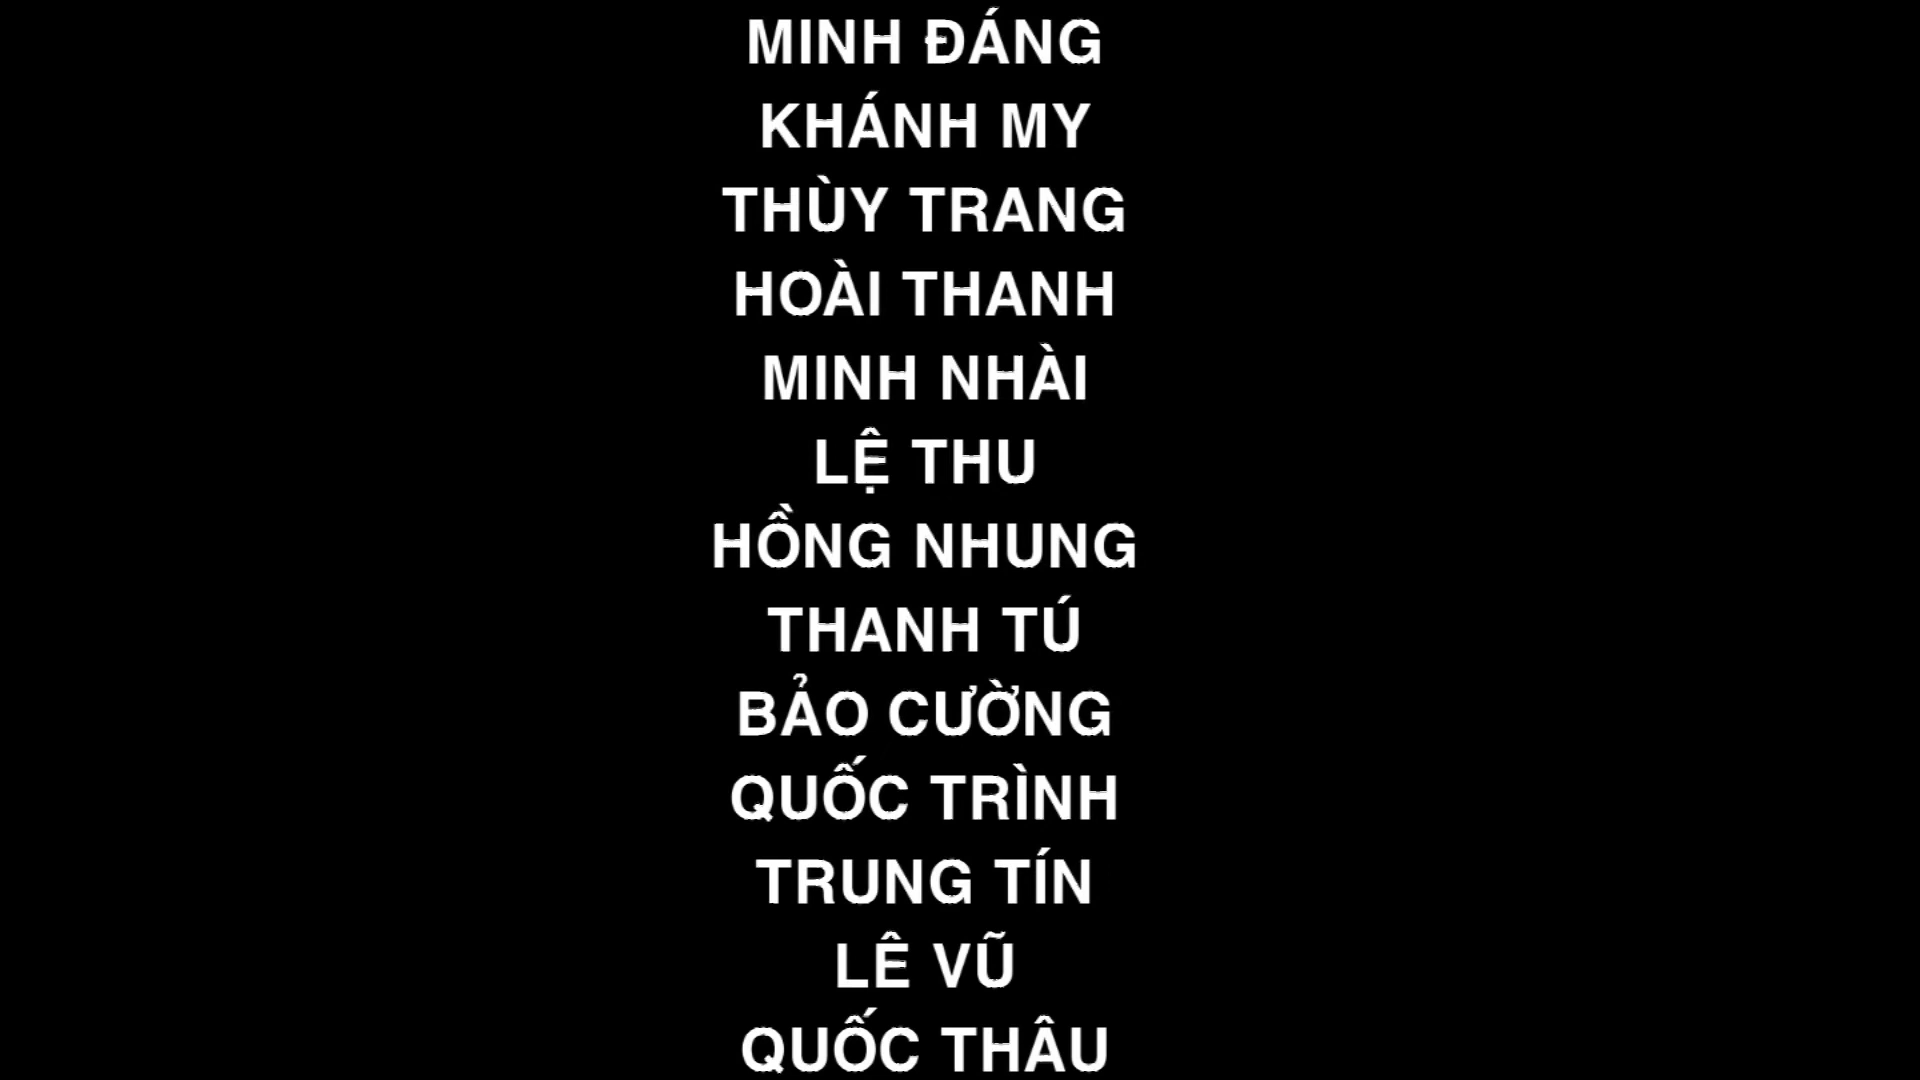 MINH ĐÁNG
KHÁNH MY
THÙY TRANG
HOÀI THANH
MINH NHÀI
LỆ THU
HỒNG NHUNG
THANH TÚ
BẢO CƯỜNG
QUỐC TRÌNH
TRUNG TÍN
LÊ VŨ
QUỐC THÂU